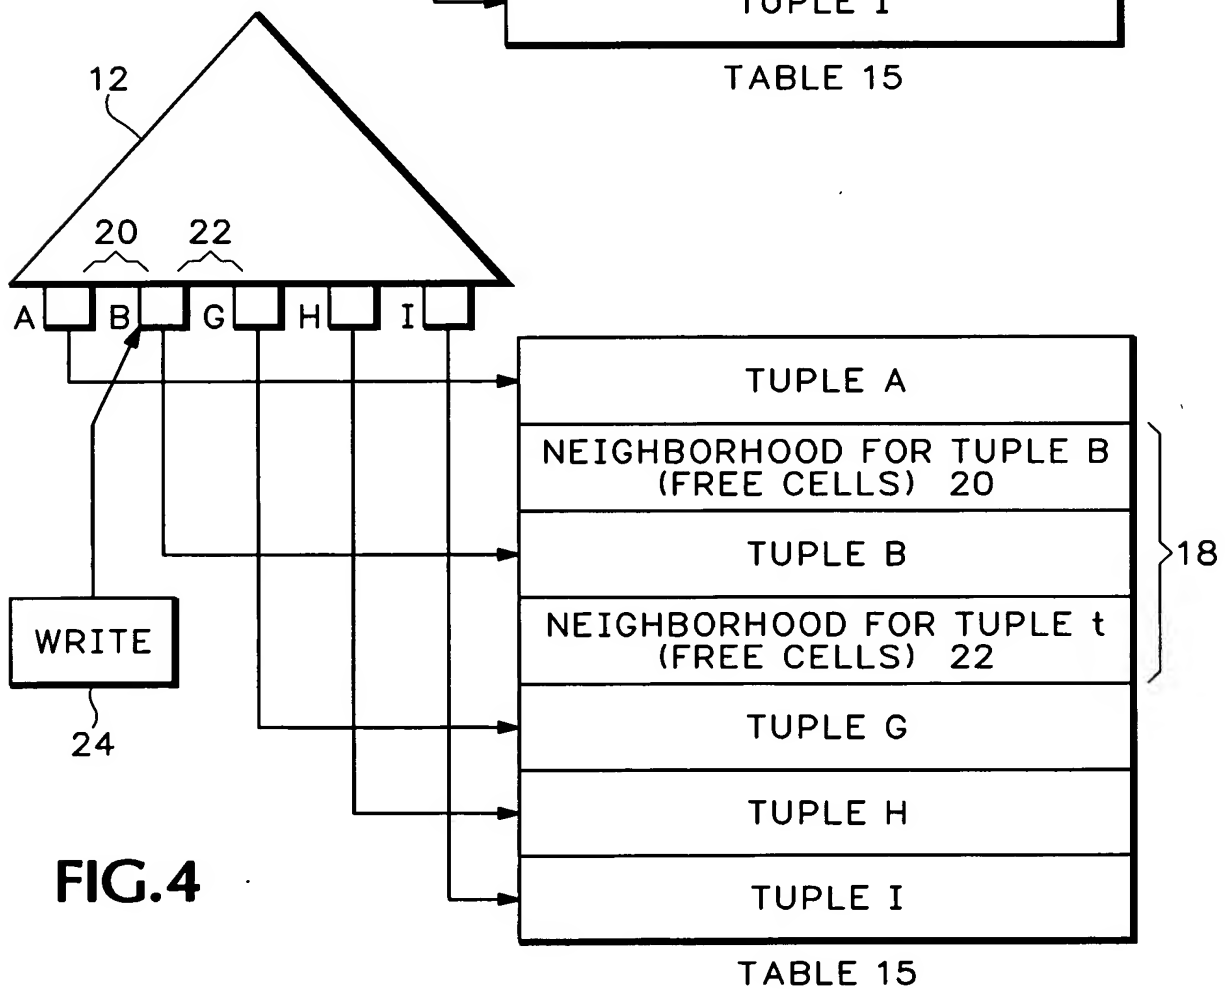 TUPLE I
TABLE 15
12
20 22
A B G H I
TUPLE A
NEIGHBORHOOD FOR TUPLE B
(FREE CELLS) 20
TUPLE B
18
NEIGHBORHOOD FOR TUPLE t
(FREE CELLS) 22
WRITE
24
TUPLE G
TUPLE H
TUPLE I
FIG.4
TABLE 15